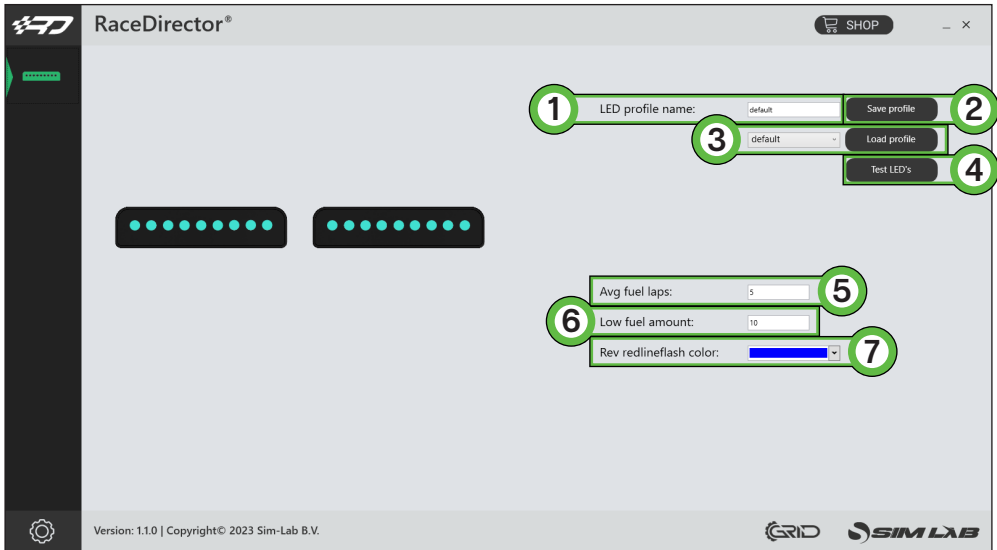 RaceDirector®
SHOP
1 LED profile name: default Save profile 2
3 default Load profile
Test LED's 4
Avg fuel laps: 5 5
6 Low fuel amount: 10
Rev redlineflash color: 7
Version: 1.1.0 | Copyright© 2023 Sim-Lab B.V.
GRID SIM LAB